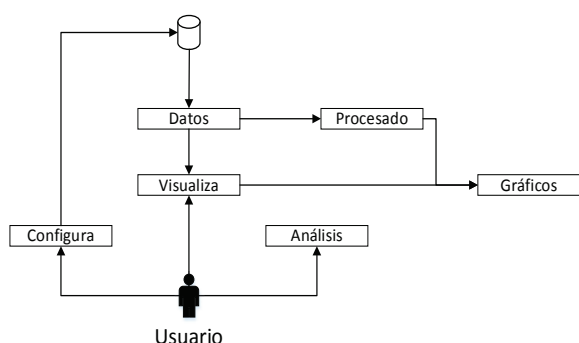 Datos
Procesado
Visualiza
Gráficos
Configura
Análisis
Usuario